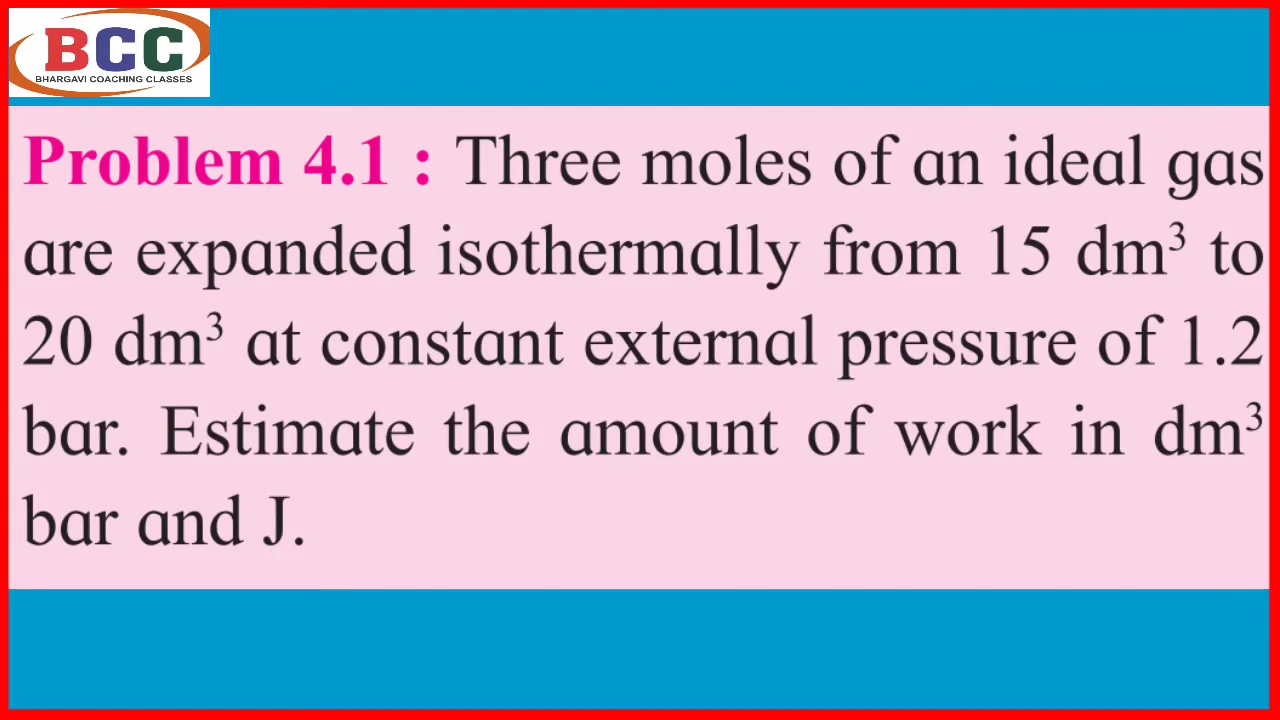 BCC
BHARGAVI COACHING CLASSES
Problem 4.1 : Three moles of an ideal gas
are expanded isothermally from 15 dm³ to
20 dm³ at constant external pressure of 1.2
bar. Estimate the amount of work in dm³
bar and J.